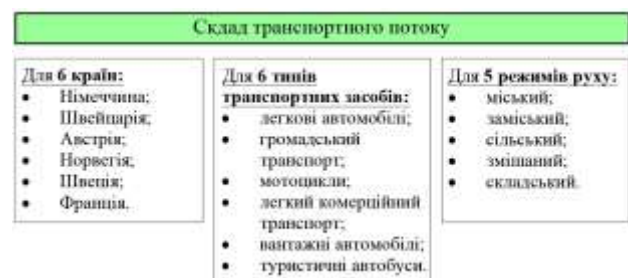 Склад транспортного потоку
Для 6 країн:
• Німеччина;
• Швейцарія;
• Австрія;
• Норвегія;
• Швеція;
• Франція.
Для 6 типів
транспортних засобів:
• легкові автомобілі;
• громадський
транспорт;
• мотоцикли;
• легкий комерційний
транспорт;
• вантажні автомобілі;
• туристичні автобуси.
Для 5 режимів руху:
• міський;
• заміський;
• сільський;
• змішаний;
• складський.